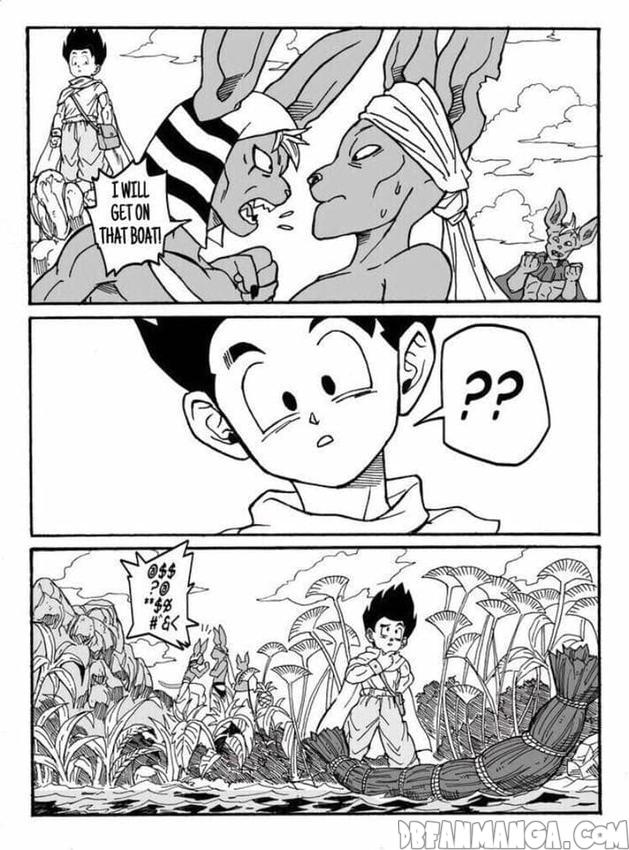 I WILL
GET ON
THAT BOAT!
??
@$$
?@
**$%
#*&<
DBFANMANGA.COM